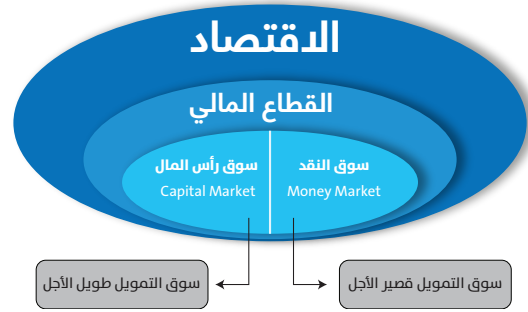 الاقتصاد
القطاع المالي
سوق النقد
Money Market
سوق رأس المال
Capital Market
سوق التمويل قصير الأجل
سوق التمويل طويل الأجل